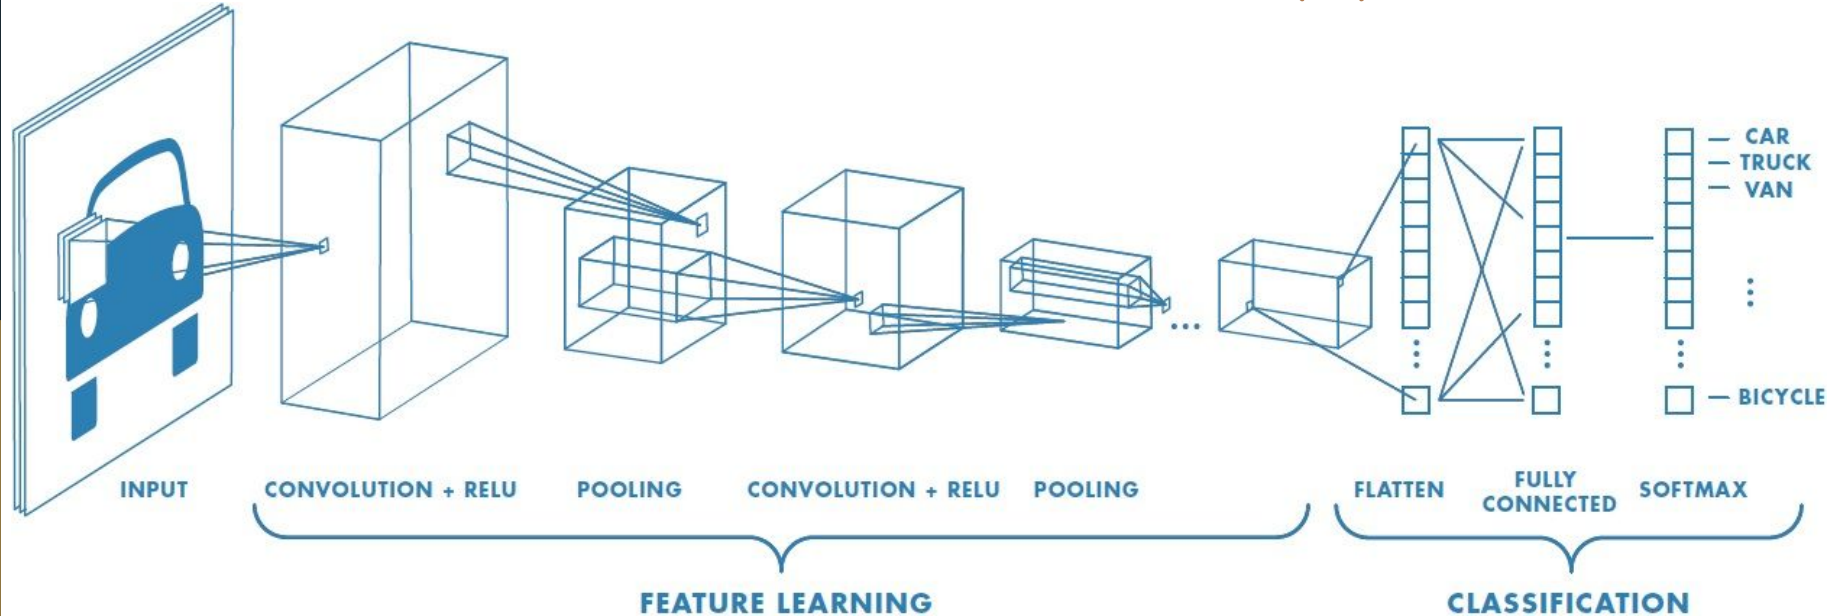 CAR
TRUCK
VAN
BICYCLE
INPUT
CONVOLUTION + RELU
POOLING
CONVOLUTION + RELU
POOLING
FLATTEN
FULLY
CONNECTED
SOFTMAX
FEATURE LEARNING
CLASSIFICATION